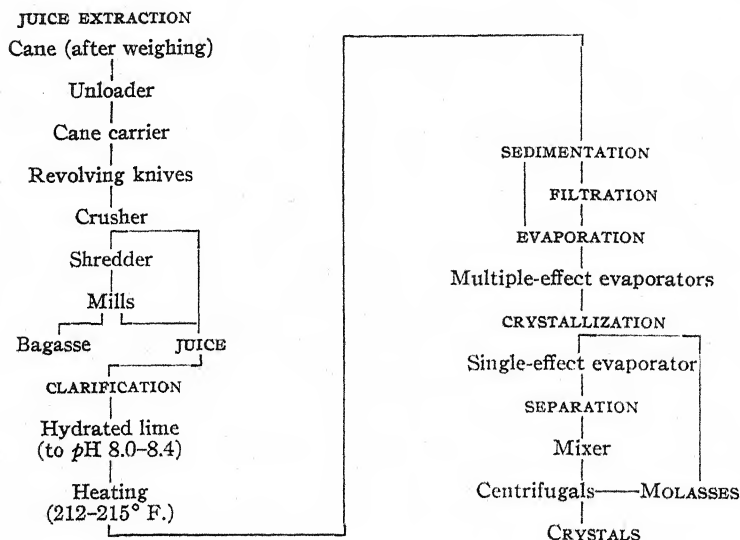 JUICE EXTRACTION
Cane (after weighing)
Unloader
Cane carrier
Revolving knives
Crusher
Shredder
Mills
Bagasse JUICE
CLARIFICATION
Hydrated lime
(to pH 8.0–8.4)
Heating
(212–215° F.)
SEDIMENTATION
FILTRATION
EVAPORATION
Multiple-effect evaporators
CRYSTALLIZATION
Single-effect evaporator
SEPARATION
Mixer
Centrifugals MOLASSES
CRYSTALS